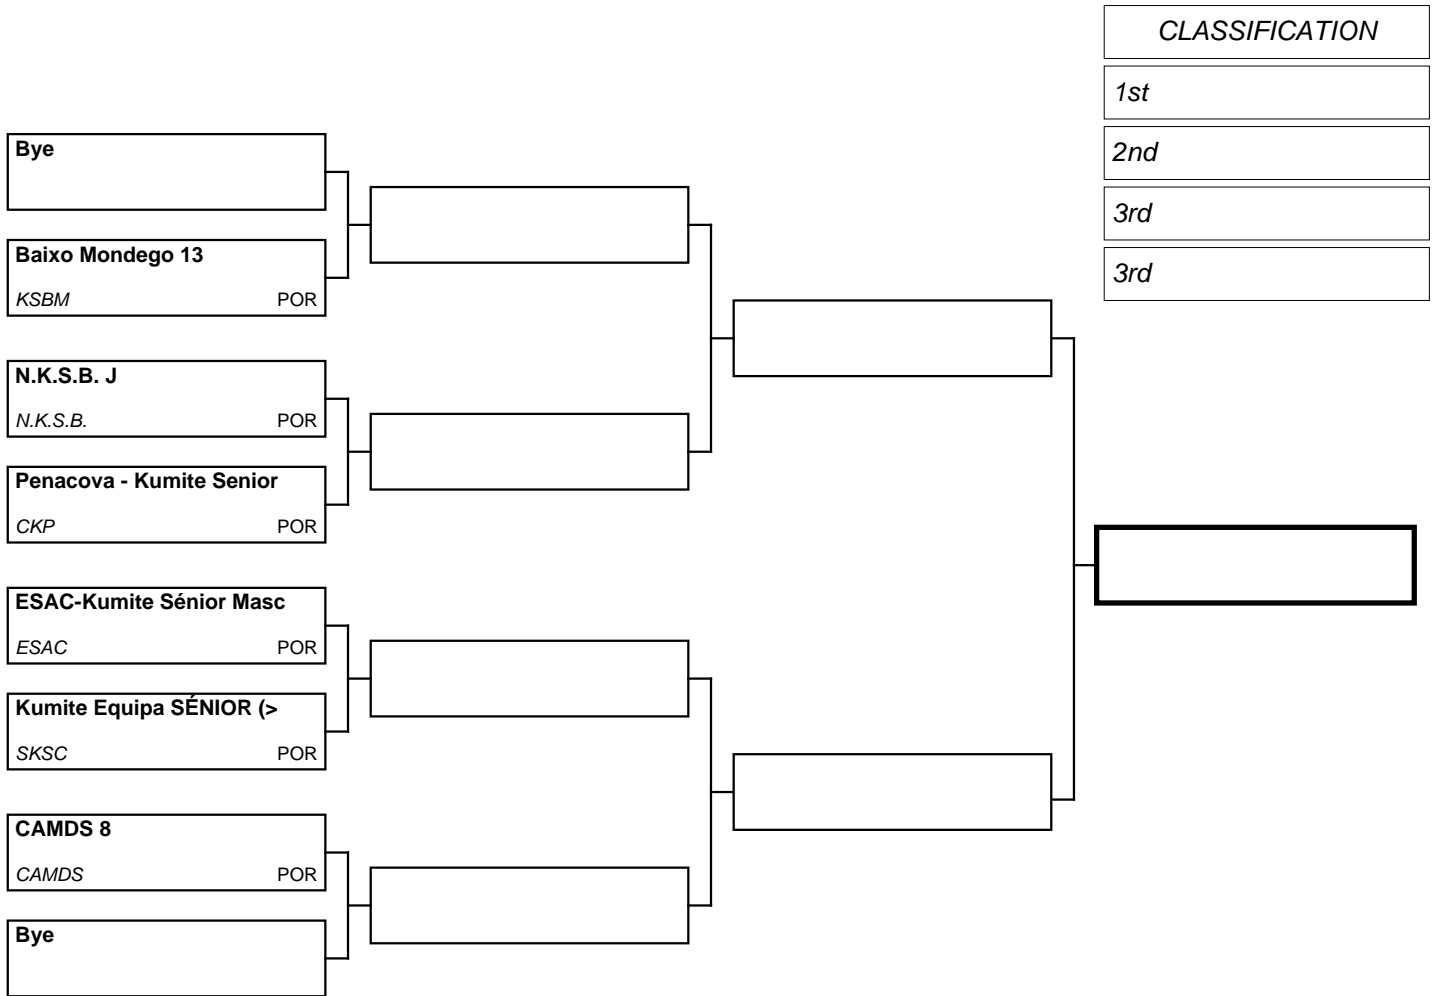 CLASSIFICATION
1st
2nd
3rd
3rd
Bye
Baixo Mondego 13
KSBM POR
N.K.S.B. J
N.K.S.B. POR
Penacova - Kumite Senior
CKP POR
ESAC-Kumite Sénior Masc
ESAC POR
Kumite Equipa SÉNIOR (>
SKSC POR
CAMDS 8
CAMDS POR
Bye